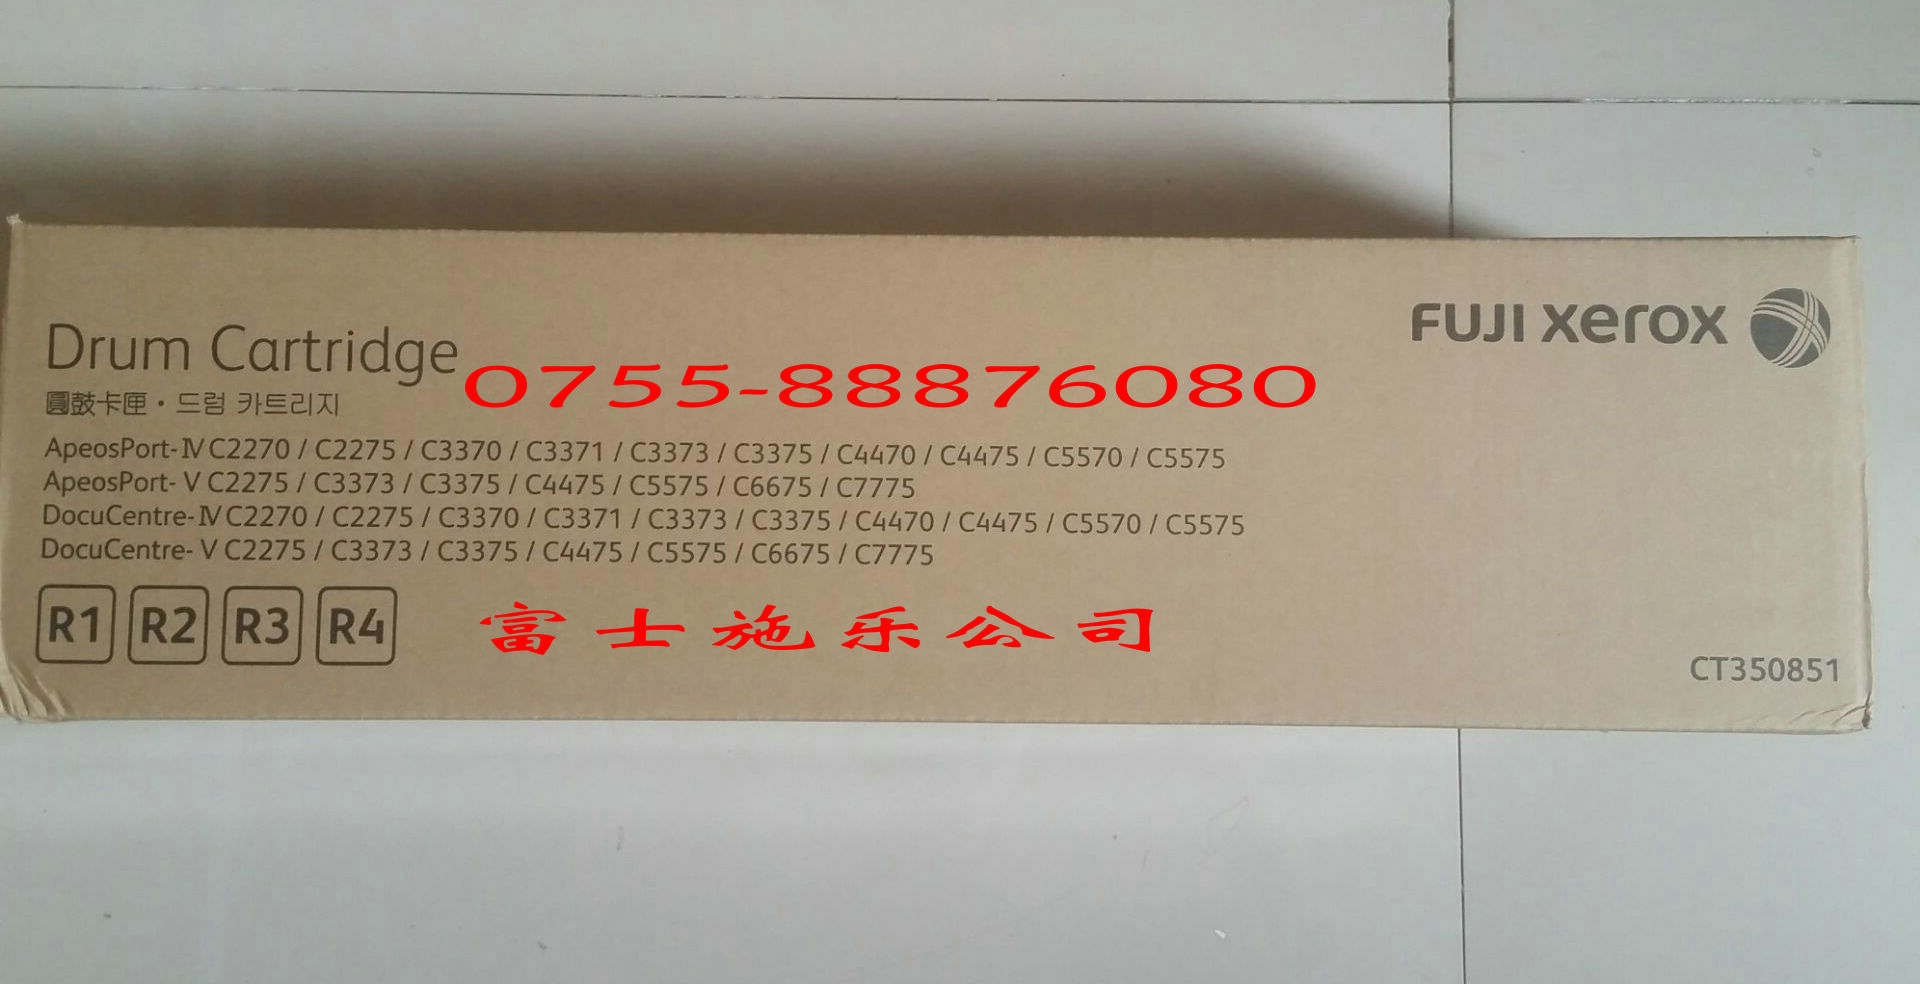 FUJI xerox
Drum Cartridge
0755-88876080
圓鼓卡匣・드럼 카트리지
ApeosPort-Ⅳ C2270 / C2275 / C3370 / C3371 / C3373 / C3375 / C4470 / C4475 / C5570 / C5575
ApeosPort- V C2275 / C3373 / C3375 / C4475 / C5575 / C6675 / C7775
DocuCentre-Ⅳ C2270 / C2275 / C3370 / C3371 / C3373 / C3375 / C4470 / C4475 / C5570 / C5575
DocuCentre- V C2275 / C3373 / C3375 / C4475 / C5575 / C6675 / C7775
R1 R2 R3 R4
富士施乐公司
CT350851